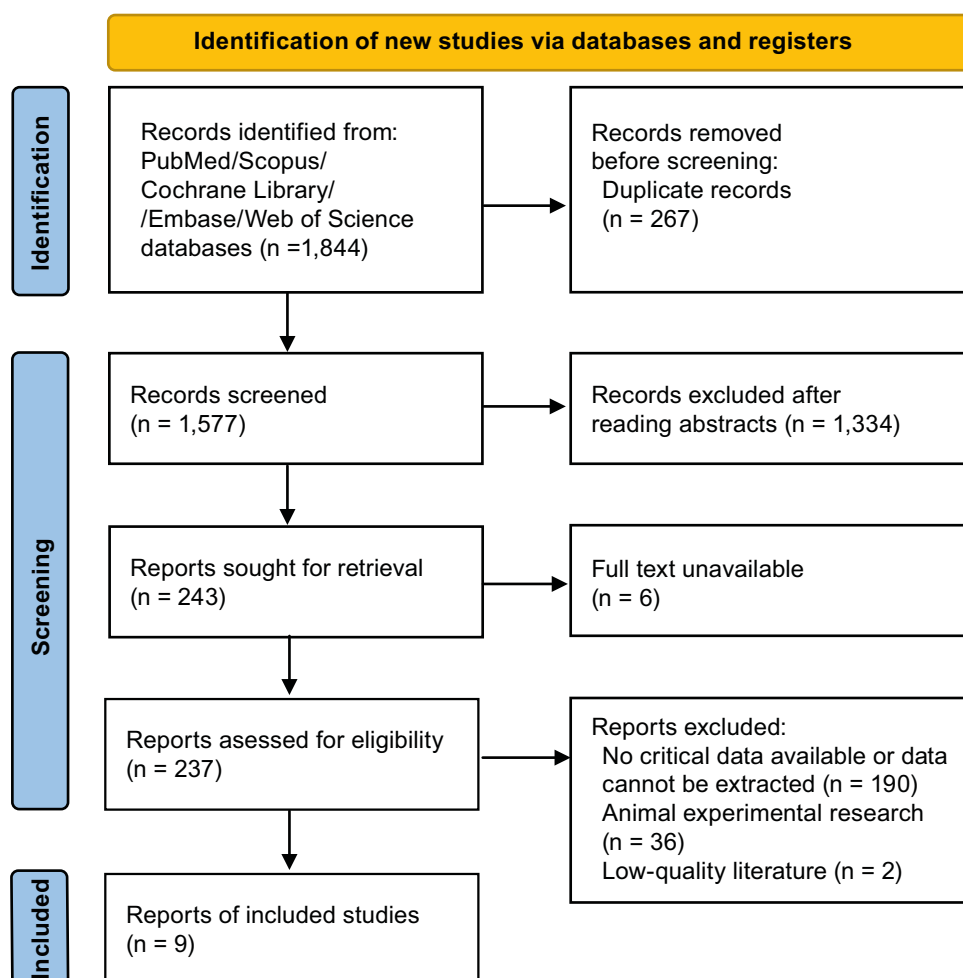 Identification of new studies via databases and registers
Identification
Records identified from:
PubMed/Scopus/
Cochrane Library/
/Embase/Web of Science
databases (n =1,844)
Records removed
before screening:
Duplicate records
(n = 267)
Screening
Records screened
(n = 1,577)
Records excluded after
reading abstracts (n = 1,334)
Reports sought for retrieval
(n = 243)
Full text unavailable
(n = 6)
Reports asessed for eligibility
(n = 237)
Reports excluded:
No critical data available or data
cannot be extracted (n = 190)
Animal experimental research
(n = 36)
Low-quality literature (n = 2)
Included
Reports of included studies
(n = 9)